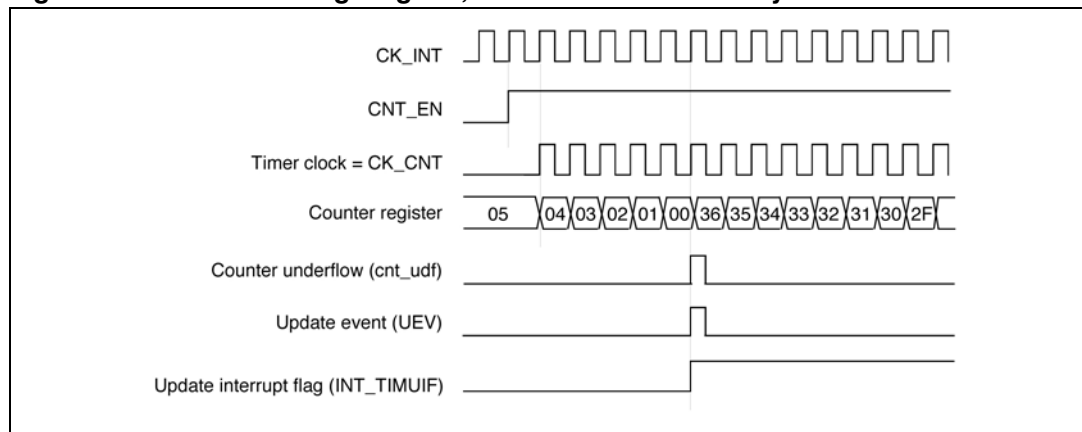 CK_INT
CNT_EN
Timer clock = CK_CNT
Counter register 05 04 03 02 01 00 36 35 34 33 32 31 30 2F
Counter underflow (cnt_udf)
Update event (UEV)
Update interrupt flag (INT_TIMUIF)